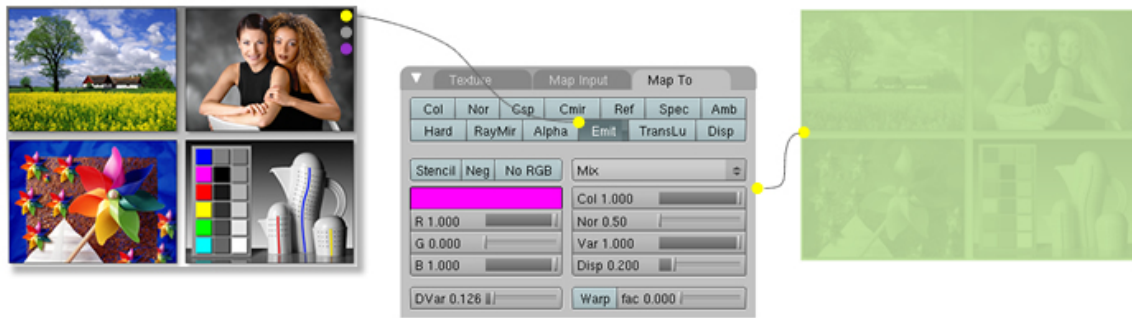 Texture Map Input Map To
Col Nor Csp Cmir Ref Spec Amb
Hard RayMir Alpha Emit TransLu Disp
Stencil Neg No RGB Mix
Col 1.000
R 1.000 Nor 0.50
G 0.000 Var 1.000
B 1.000 Disp 0.200
DVar 0.126 Warp fac 0.000